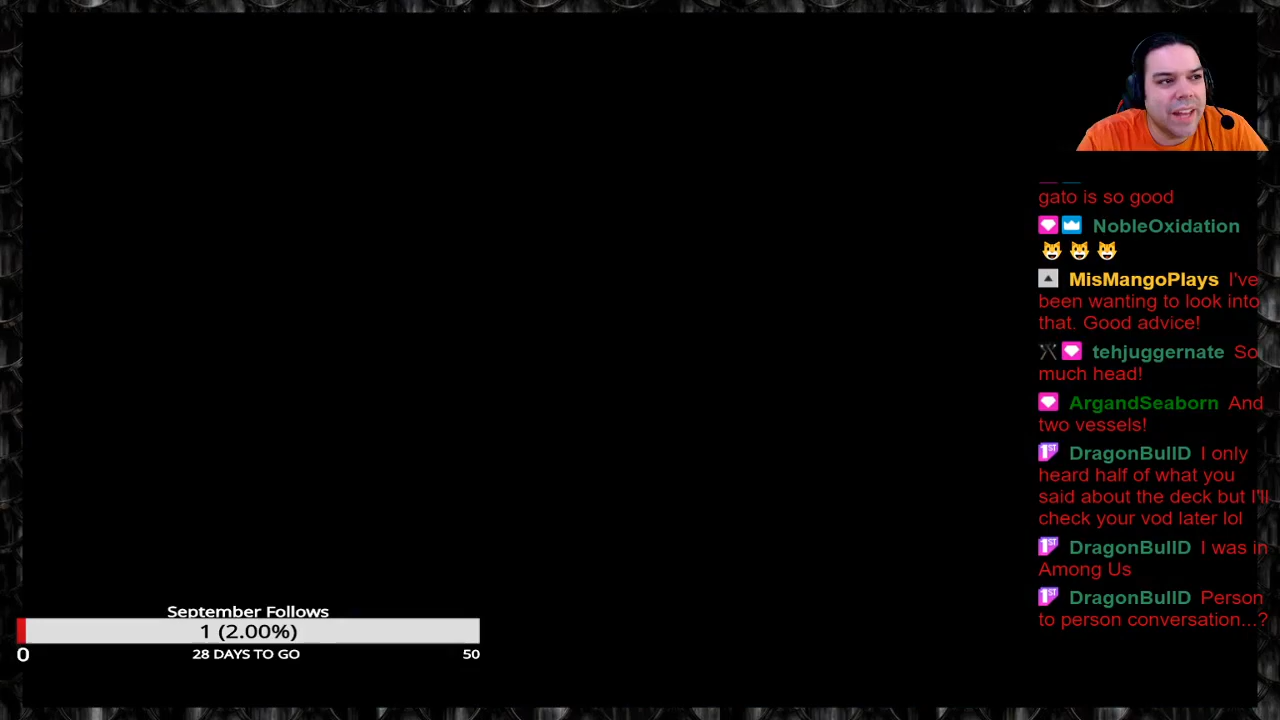 gato is so good
NobleOxidation
MisMangoPlays I've
been wanting to look into
that. Good advice!
tehjuggernate So
much head!
ArgandSeaborn And
two vessels!
DragonBullD I only
heard half of what you
said about the deck but I'll
check your vod later lol
DragonBullD I was in
Among Us
DragonBullD Person
to person conversation...?
September Follows
1 (2.00%)
0
28 DAYS TO GO
50